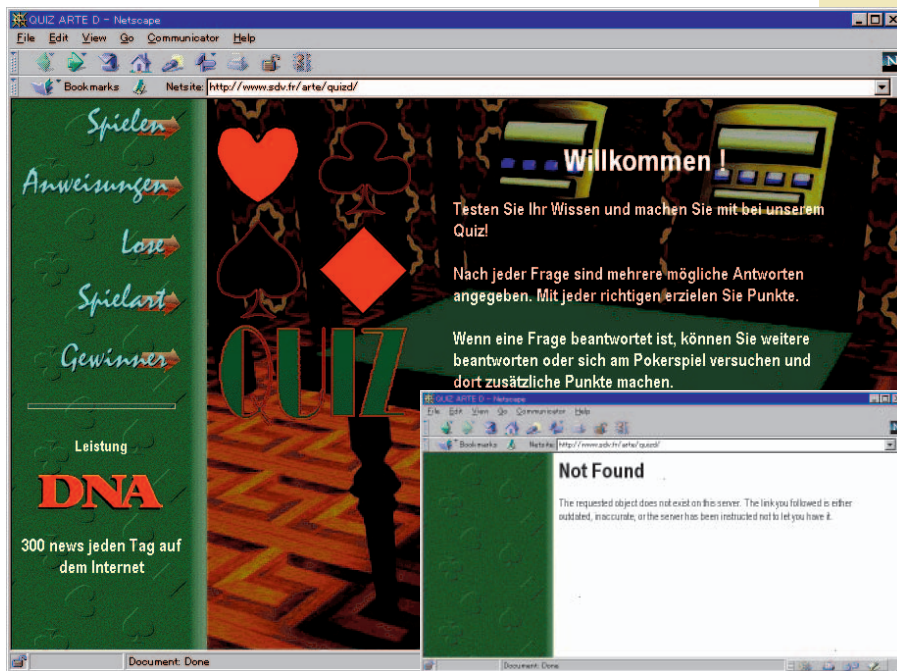 QUIZ ARTE D - Netscape
File Edit View Go Communicator Help
Bookmarks Netsite: http://www.sdv.fr/arte/quizd/
Spielen
Anweisungen
Lose
Spielart
Gewinner
Leistung
DNA
300 news jeden Tag auf
dem Internet
QUIZ
Willkommen !
Testen Sie Ihr Wissen und machen Sie mit bei unserem
Quiz!
Nach jeder Frage sind mehrere mögliche Antworten
angegeben. Mit jeder richtigen erzielen Sie Punkte.
Wenn eine Frage beantwortet ist, können Sie weitere
beantworten oder sich am Pokerspiel versuchen und
dort zusätzliche Punkte machen.
Document: Done
QUIZ ARTE D - Netscape
File Edit View Go Communicator Help
Bookmarks Netsite: http://www.sdv.fr/arte/quizd/
Not Found
The requested object does not exist on this server. The link you followed is either
outdated, inaccurate, or the server has been instructed not to let you have it.
Document: Done